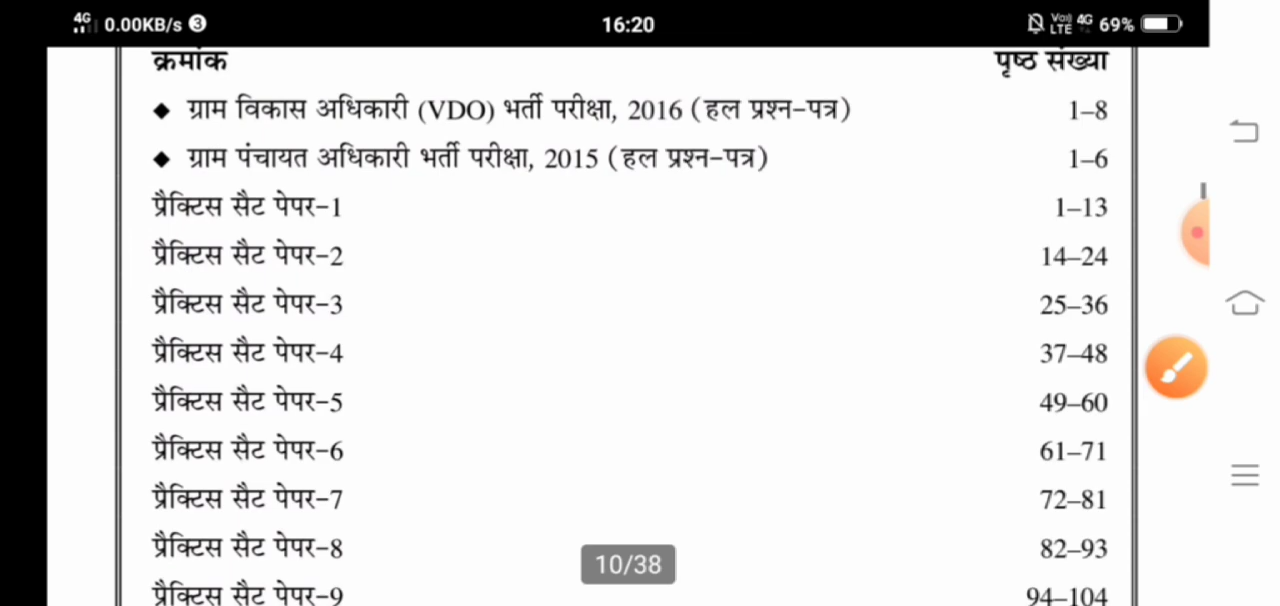 4G 0.00KB/s 3 16:20 Vo) LTE 4G 69%
क्रमांक पृष्ठ संख्या
◆ ग्राम विकास अधिकारी (VDO) भर्ती परीक्षा, 2016 (हल प्रश्न-पत्र) 1–8
◆ ग्राम पंचायत अधिकारी भर्ती परीक्षा, 2015 (हल प्रश्न-पत्र) 1–6
प्रैक्टिस सैट पेपर-1 1–13
प्रैक्टिस सैट पेपर-2 14–24
प्रैक्टिस सैट पेपर-3 25–36
प्रैक्टिस सैट पेपर-4 37–48
प्रैक्टिस सैट पेपर-5 49–60
प्रैक्टिस सैट पेपर-6 61–71
प्रैक्टिस सैट पेपर-7 72–81
प्रैक्टिस सैट पेपर-8 82–93
10/38
प्रैक्टिस सैट पेपर-9 94–104